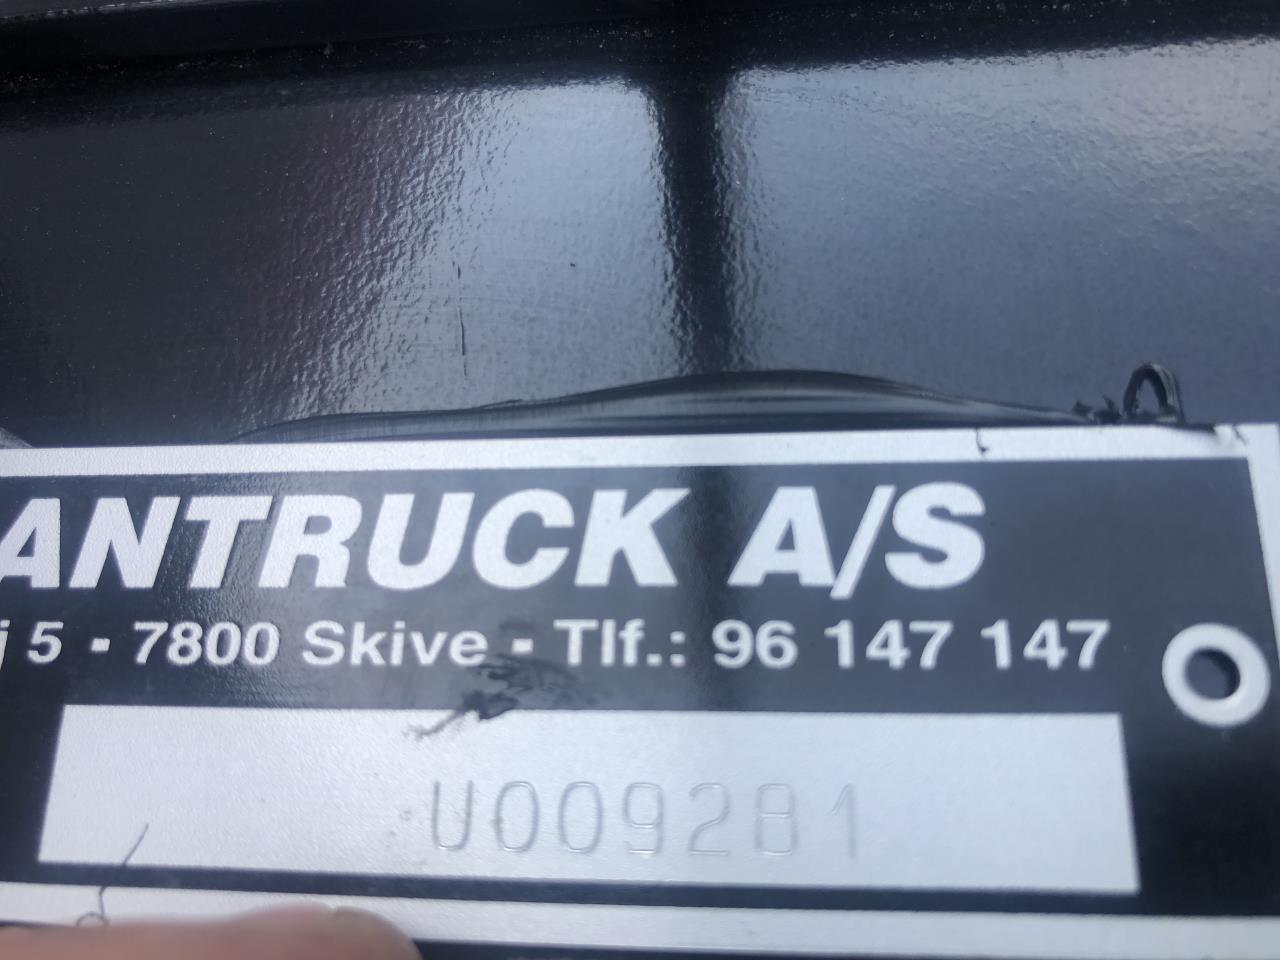 ANTRUCK A/S
j 5 - 7800 Skive - Tlf.: 96 147 147
U009281